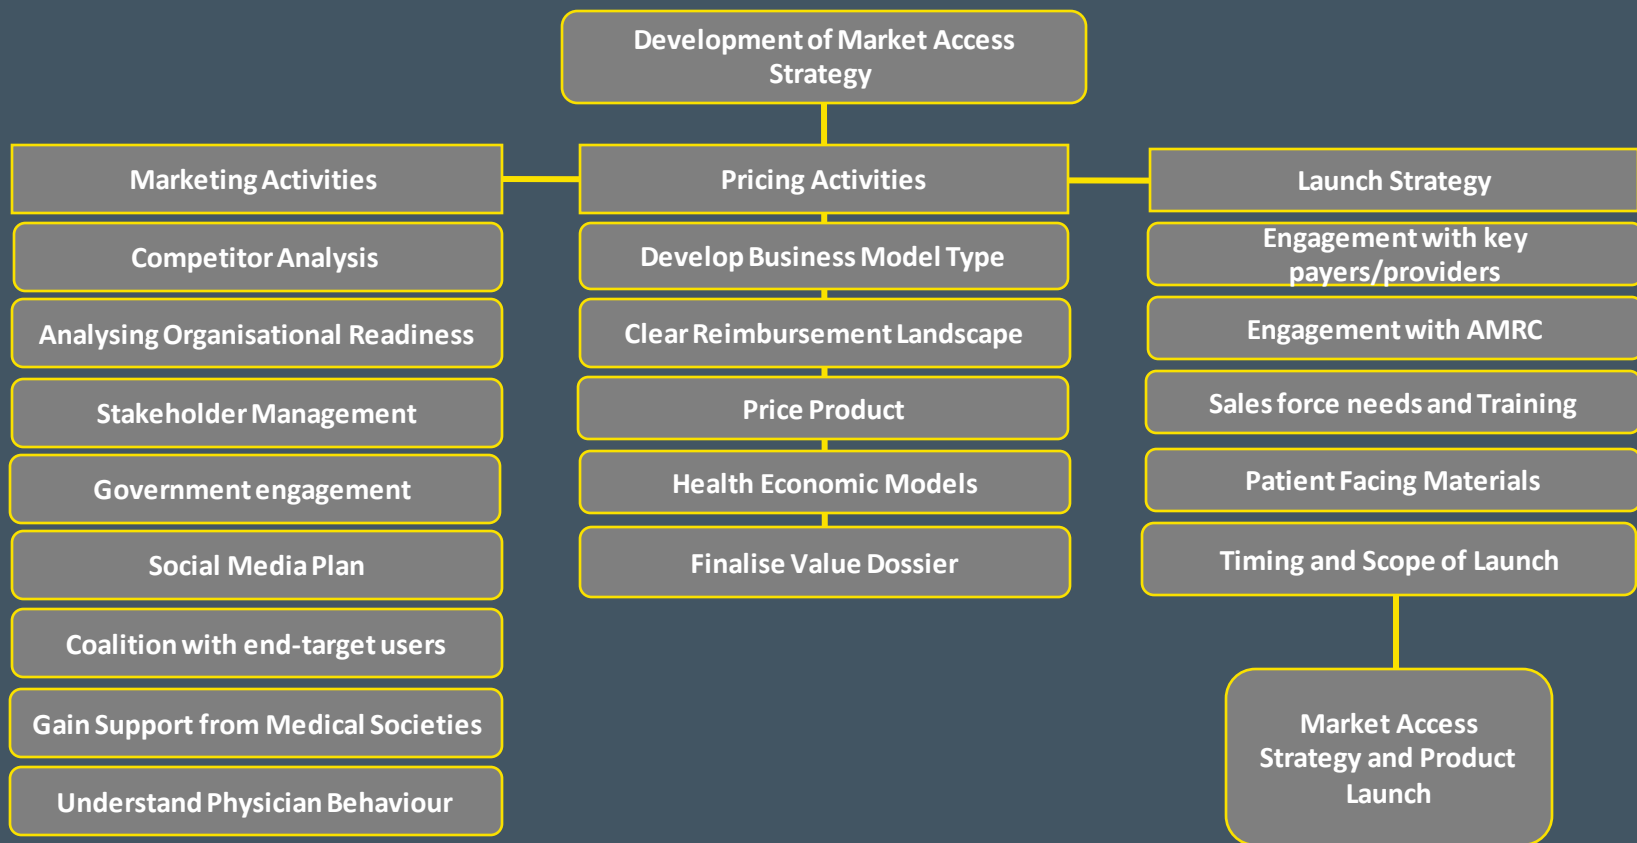 Development of Market Access
Strategy
Marketing Activities
Pricing Activities
Launch Strategy
Competitor Analysis
Analysing Organisational Readiness
Stakeholder Management
Government engagement
Social Media Plan
Coalition with end-target users
Gain Support from Medical Societies
Understand Physician Behaviour
Develop Business Model Type
Clear Reimbursement Landscape
Price Product
Health Economic Models
Finalise Value Dossier
Engagement with key
payers/providers
Engagement with AMRC
Sales force needs and Training
Patient Facing Materials
Timing and Scope of Launch
Market Access
Strategy and Product
Launch